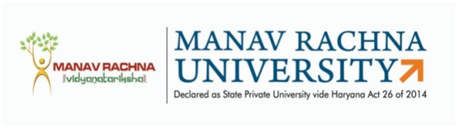 MANAV RACHNA
vidyanatariksha
MANAV RACHNA
UNIVERSITY
Declared as State Private University vide Haryana Act 26 of 2014